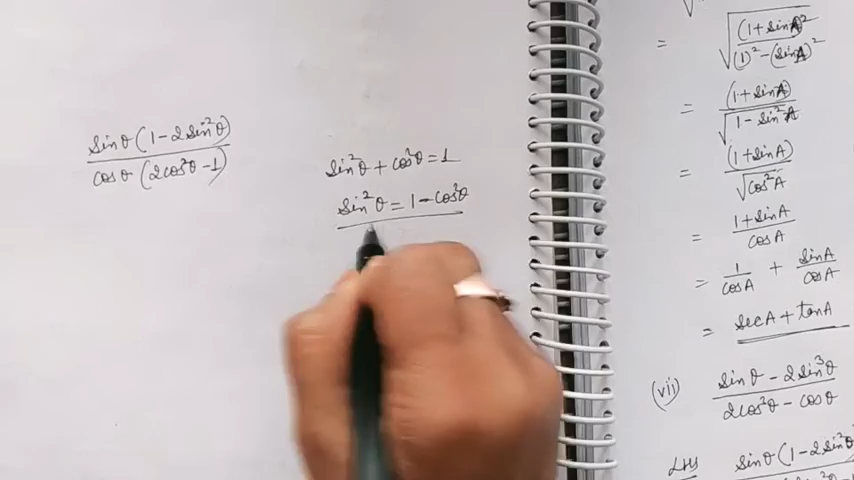 sinθ(1-2sin²θ)
cosθ(2cos²θ-1)
sin²θ + cos²θ = 1
sin²θ = 1 - cos²θ
= √(1+sinA)²
(1)²-(sinA)²
= (1+sinA)
√1-sin²A
= (1+sinA)
√cos²A
= 1+sinA
cosA
= 1/cosA + sinA/cosA
= secA + tanA
(vii) sinθ - 2sin³θ
2cos²θ - cosθ
LHS sinθ(1-2sin²θ)